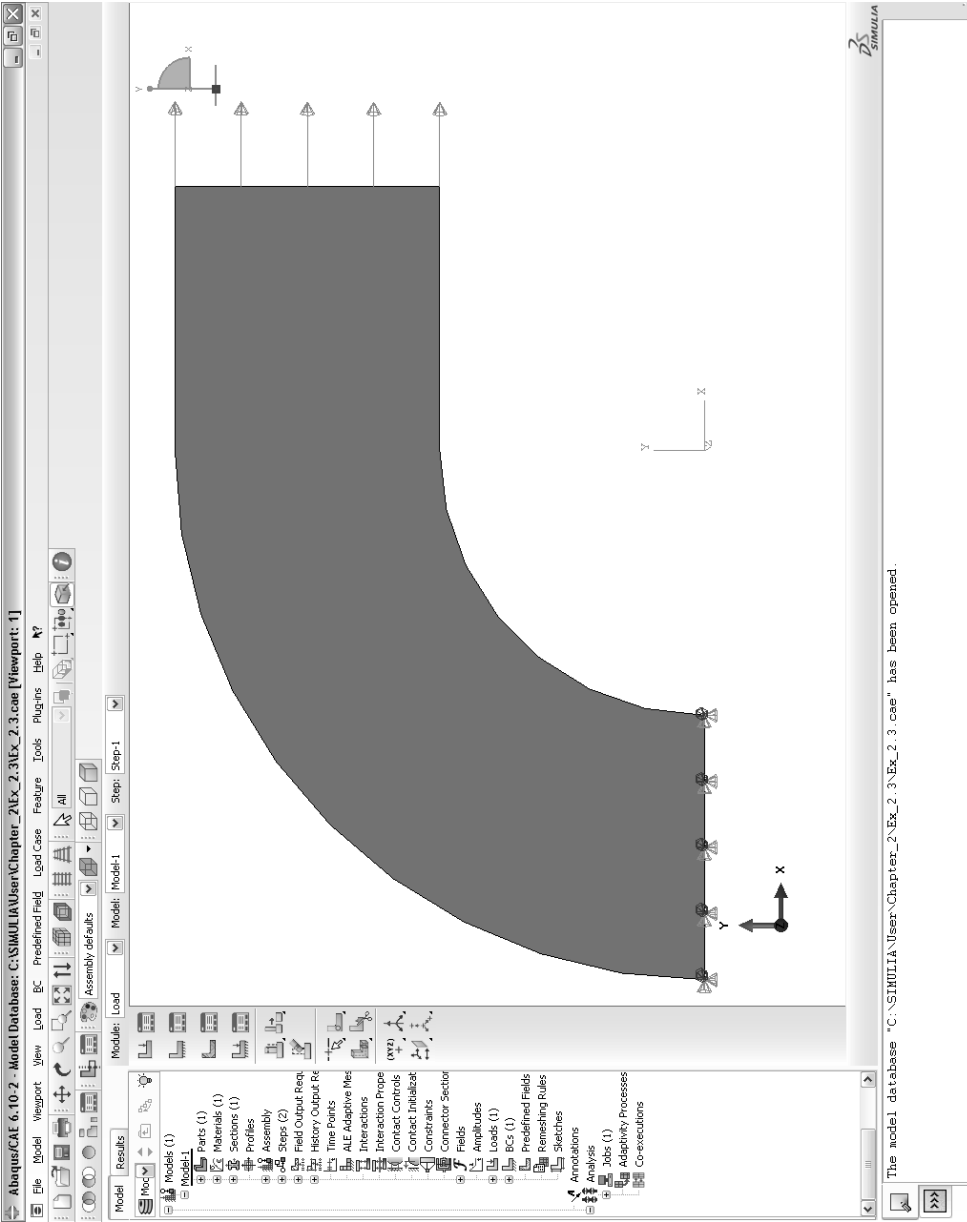 Abaqus/CAE 6.10-2 - Model Database: C:\SIMULIA\User\Chapter_2\Ex_2.3\Ex_2.3.cae [Viewport: 1]
File Model Viewport View Load BC Predefined Field Load Case Feature Tools Plug-ins Help
All
Assembly defaults
Model Results
Module: Load Model: Model-1 Step: Step-1
Mod
Models (1)
Model-1
Parts (1)
Materials (1)
Sections (1)
Profiles
Assembly
Steps (2)
Field Output Requ
History Output Re
Time Points
ALE Adaptive Mes
Interactions
Interaction Prope
Contact Controls
Contact Initializat
Constraints
Connector Section
Fields
Amplitudes
Loads (1)
BCs (1)
Predefined Fields
Remeshing Rules
Sketches
Annotations
Analysis
Jobs (1)
Adaptivity Processes
Co-executions
(XYZ)
Y
X
Z
Y
X
Z
Y
X
SIMULIA
The model database "C:\SIMULIA\User\Chapter_2\Ex_2.3\Ex_2.3.cae" has been opened.
>>>